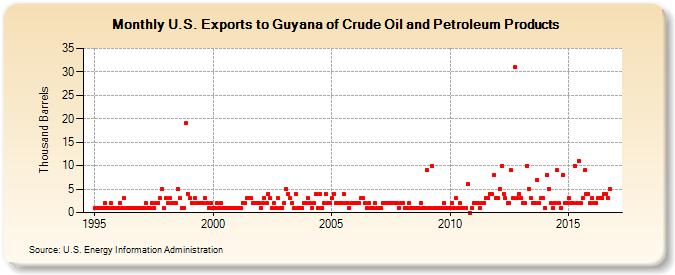 Monthly U.S. Exports to Guyana of Crude Oil and Petroleum Products
Thousand Barrels
35
30
25
20
15
10
5
0
1995 2000 2005 2010 2015
Source: U.S. Energy Information Administration